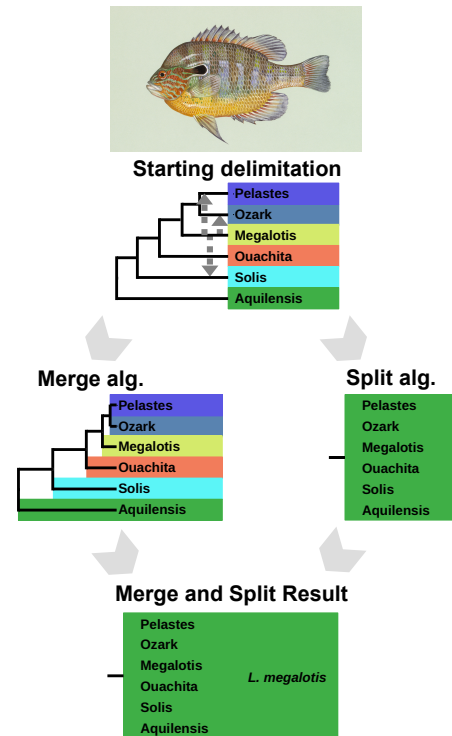 Starting delimitation
Pelastes
Ozark
Megalotis
Ouachita
Solis
Aquilensis
Merge alg.
Pelastes
Ozark
Megalotis
Ouachita
Solis
Aquilensis
Split alg.
Pelastes
Ozark
Megalotis
Ouachita
Solis
Aquilensis
Merge and Split Result
Pelastes
Ozark
Megalotis
Ouachita
Solis
Aquilensis
L. megalotis